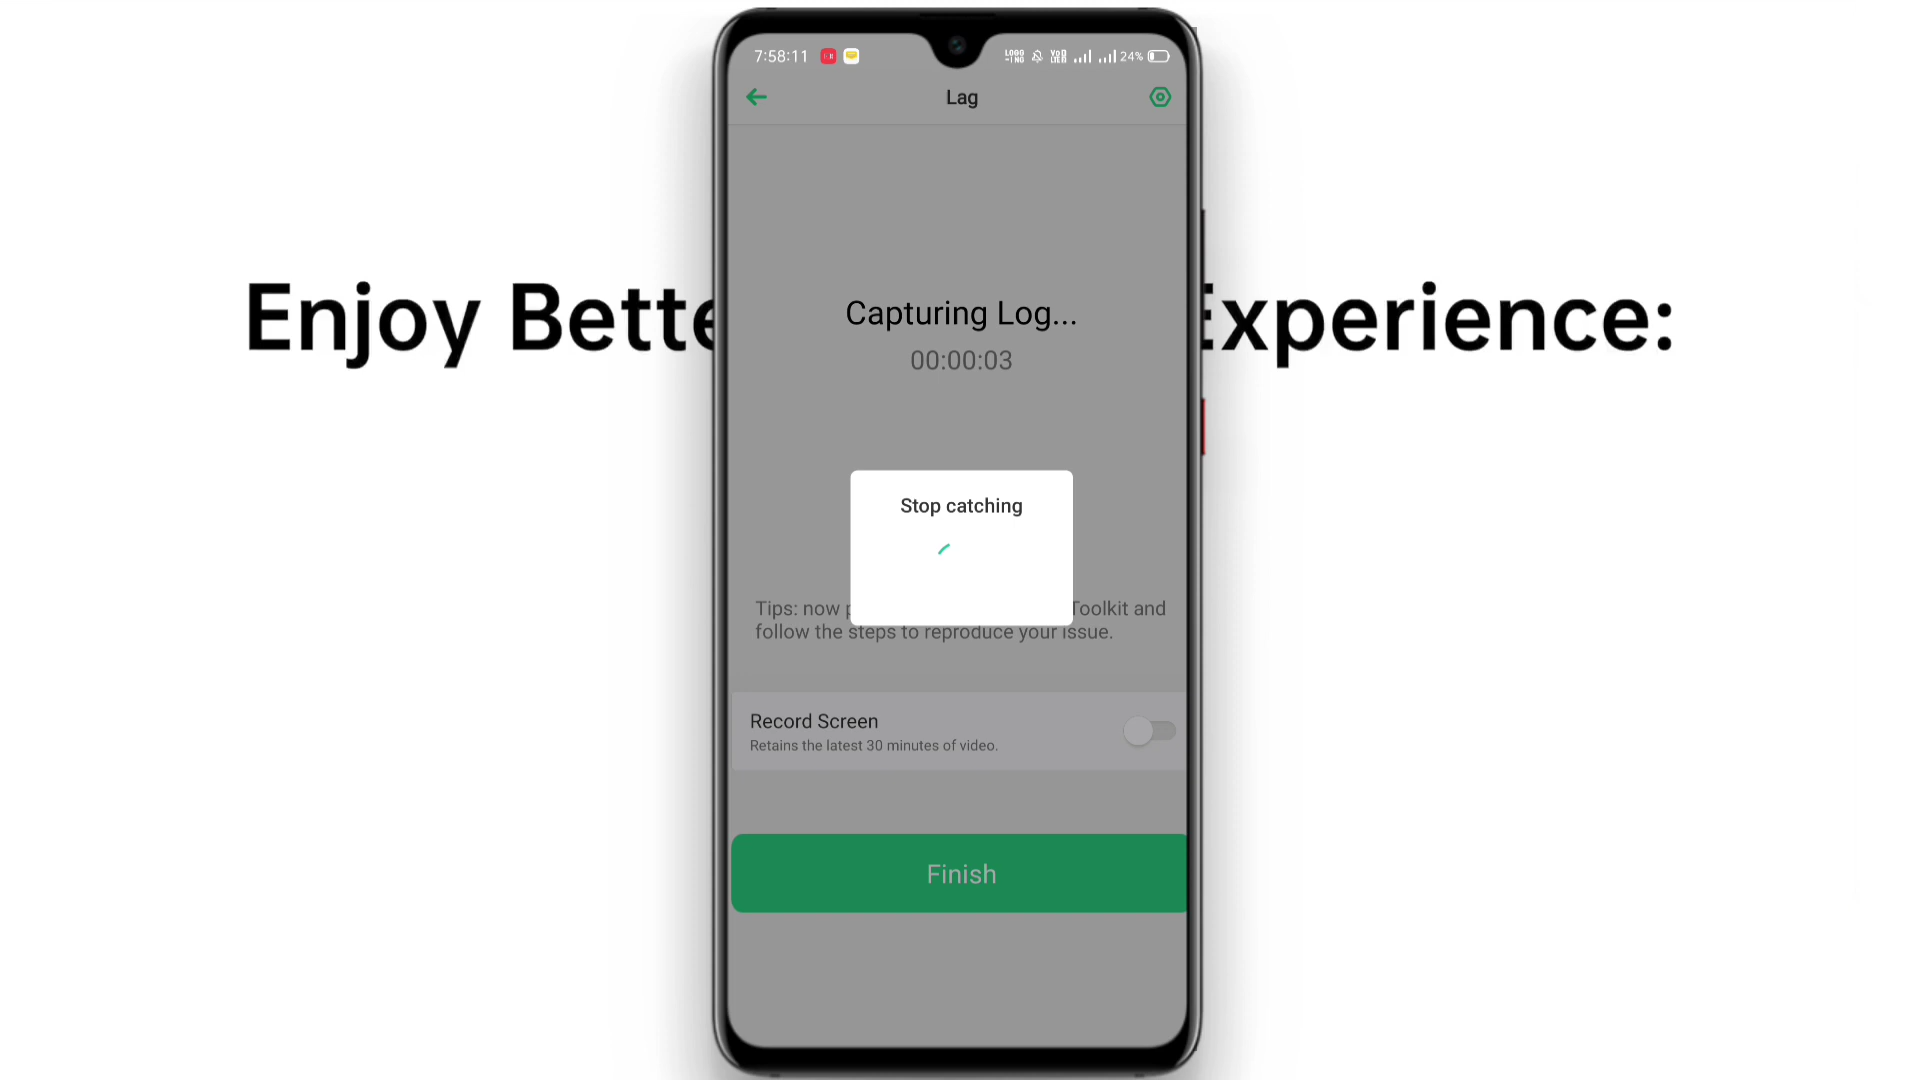 7:58:11 24%
Lag
Enjoy Bette Experience:
Capturing Log...
00:00:03
Stop catching
Tips: now Toolkit and
follow the steps to reproduce your issue.
Record Screen
Retains the latest 30 minutes of video.
Finish